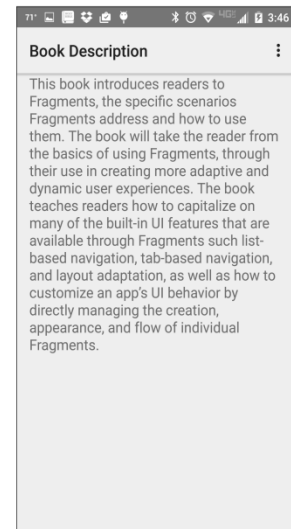 71° 4G 3:46
Book Description
This book introduces readers to
Fragments, the specific scenarios
Fragments address and how to use
them. The book will take the reader from
the basics of using Fragments, through
their use in creating more adaptive and
dynamic user experiences. The book
teaches readers how to capitalize on
many of the built-in UI features that are
available through Fragments such list-
based navigation, tab-based navigation,
and layout adaptation, as well as how to
customize an app's UI behavior by
directly managing the creation,
appearance, and flow of individual
Fragments.